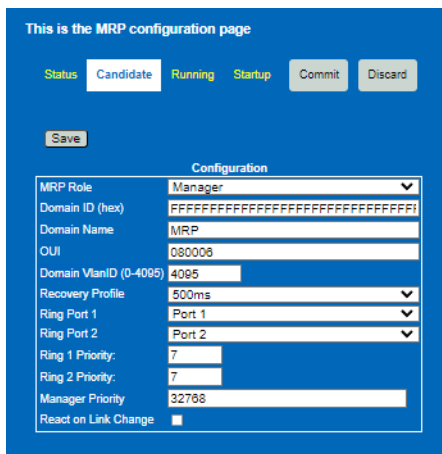 This is the MRP configuration page
Status Candidate Running Startup Commit Discard
Save
Configuration
MRP Role Manager
Domain ID (hex) FFFFFFFFFFFFFFFFFFFFFFFFFFFFFFF
Domain Name MRP
OUI 080006
Domain VlanID (0-4095) 4095
Recovery Profile 500ms
Ring Port 1 Port 1
Ring Port 2 Port 2
Ring 1 Priority: 7
Ring 2 Priority: 7
Manager Priority 32768
React on Link Change